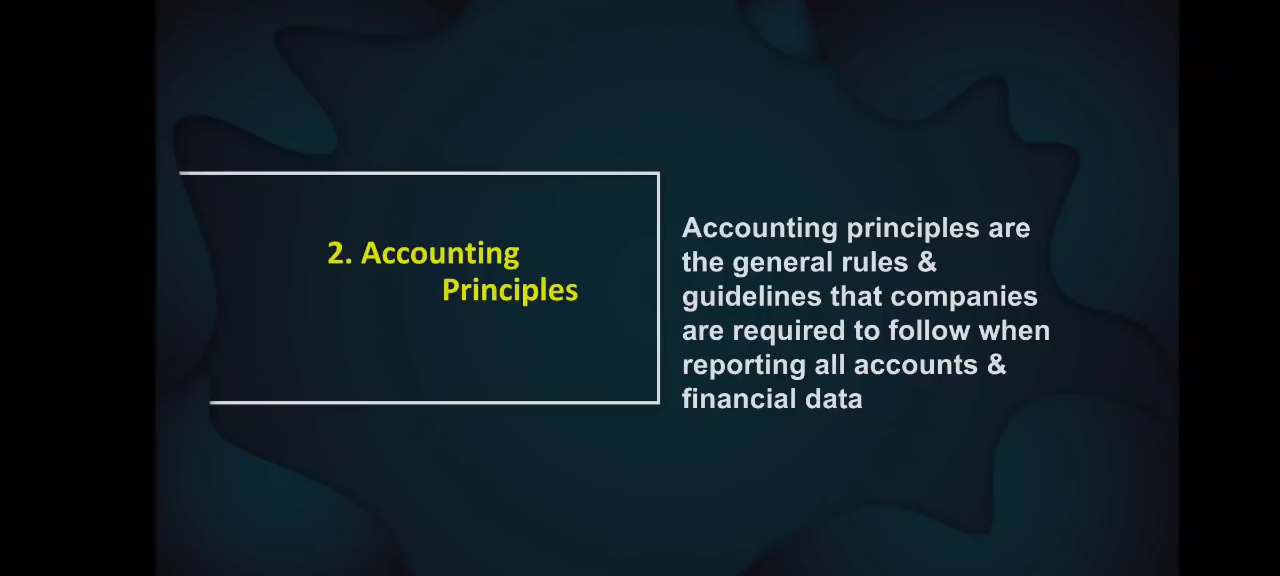 2. Accounting
Principles
Accounting principles are
the general rules &
guidelines that companies
are required to follow when
reporting all accounts &
financial data